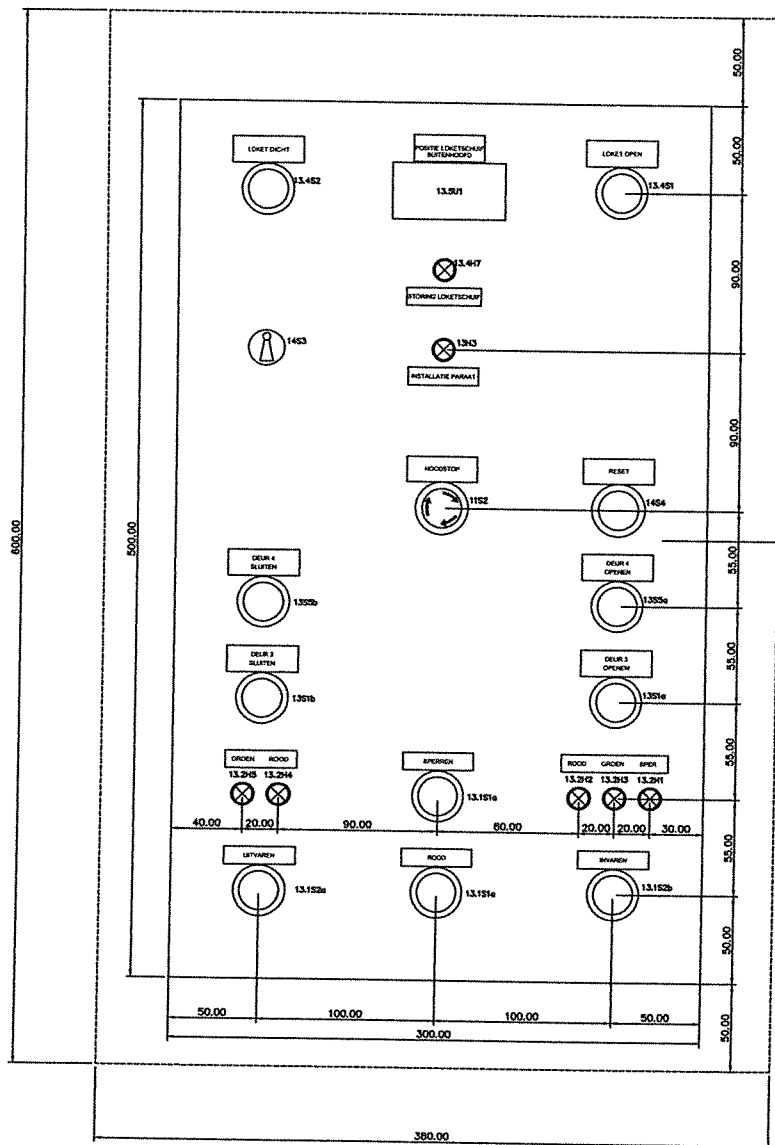 50.00
LOKET DICHT
POSITIE LOKETSCHUIF
BUITENHOOFD
LOKET OPEN
13.4S2
13.5U1
13.4S1
50.00
13.4H7
STORING LOKETSCHUIF
90.00
14S3
13H3
INSTALLATIE PARAAT
90.00
NOODSTOP
RESET
11S2
14S4
600.00
500.00
55.00
DEUR 4
SLUITEN
DEUR 4
OPENEN
13S5b
13S5a
55.00
DEUR 3
SLUITEN
DEUR 3
OPENEN
13S1b
13S1a
55.00
GROEN ROOD
SPERREN
ROOD GROEN SPER
13.2H5 13.2H4
13.1S1a
13.2H2 13.2H3 13.2H1
40.00 20.00 90.00 80.00 20.00 20.00 30.00
55.00
UITVAREN
ROOD
INVAREN
13.1S2a
13.1S1a
13.1S2b
50.00
50.00 100.00 100.00 50.00
300.00
50.00
380.00